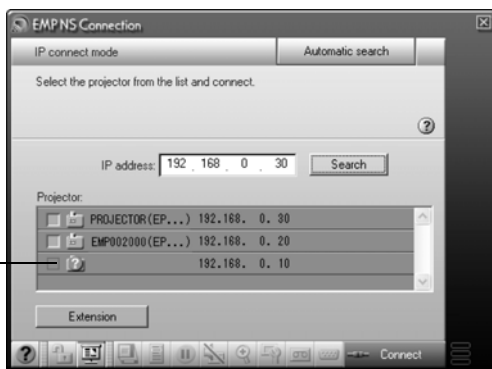 EMP NS Connection
IP connect mode
Automatic search
Select the projector from the list and connect.
IP address: 192 . 168 . 0 . 30
Search
Projector:
PROJECTOR(EP...) 192.168. 0. 30
EMP002000(EP...) 192.168. 0. 20
192.168. 0. 10
Extension
Connect